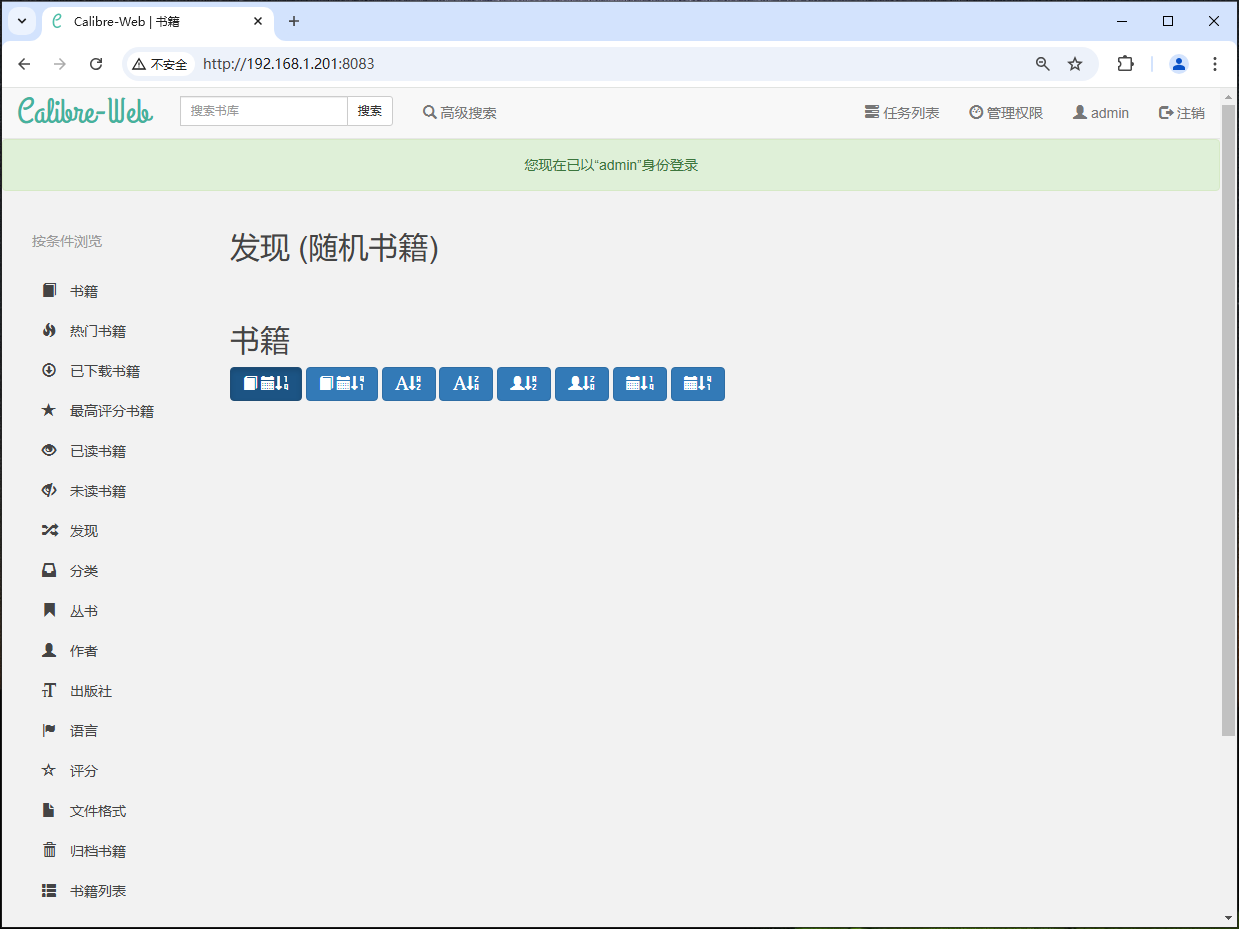 Calibre-Web | 书籍
不安全
http://192.168.1.201:8083
Calibre-Web
搜索书库
搜索
高级搜索
任务列表
管理权限
admin
注销
您现在已以“admin”身份登录
按条件浏览
书籍
热门书籍
已下载书籍
最高评分书籍
已读书籍
未读书籍
发现
分类
丛书
作者
出版社
语言
评分
文件格式
归档书籍
书籍列表
发现 (随机书籍)
书籍